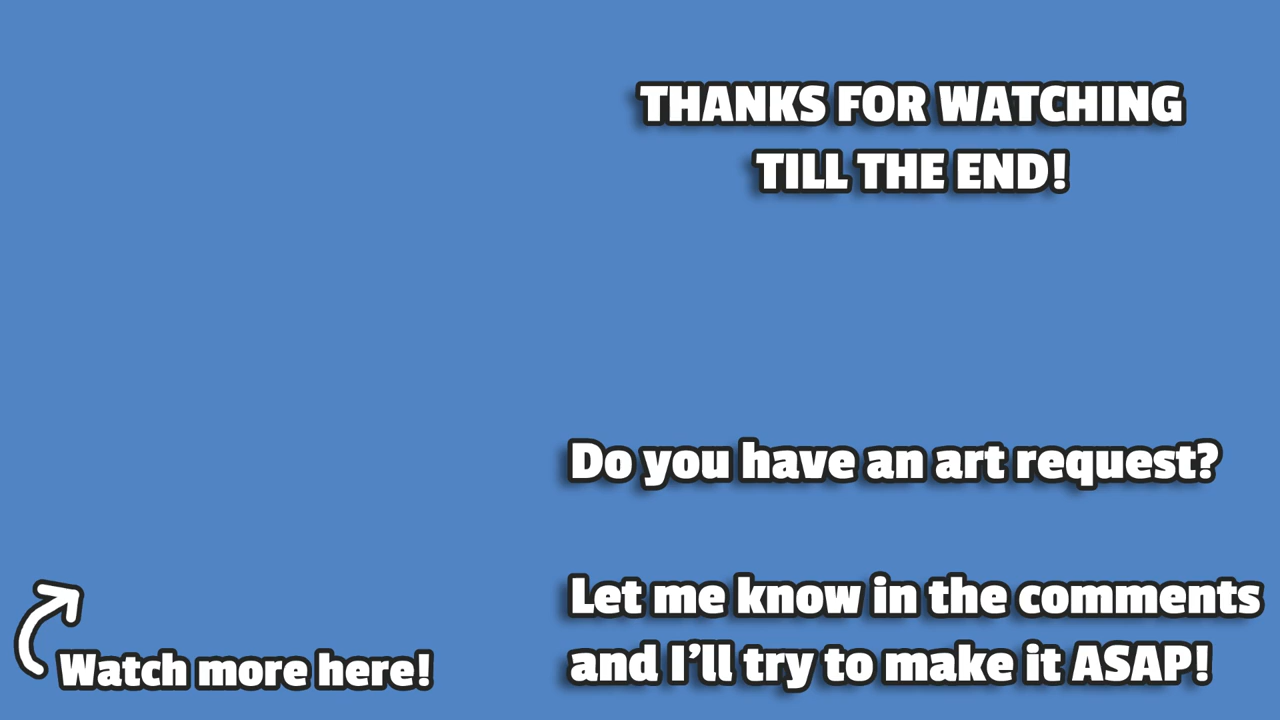 THANKS FOR WATCHING
TILL THE END!
Do you have an art request?
Let me know in the comments
and I'll try to make it ASAP!
Watch more here!